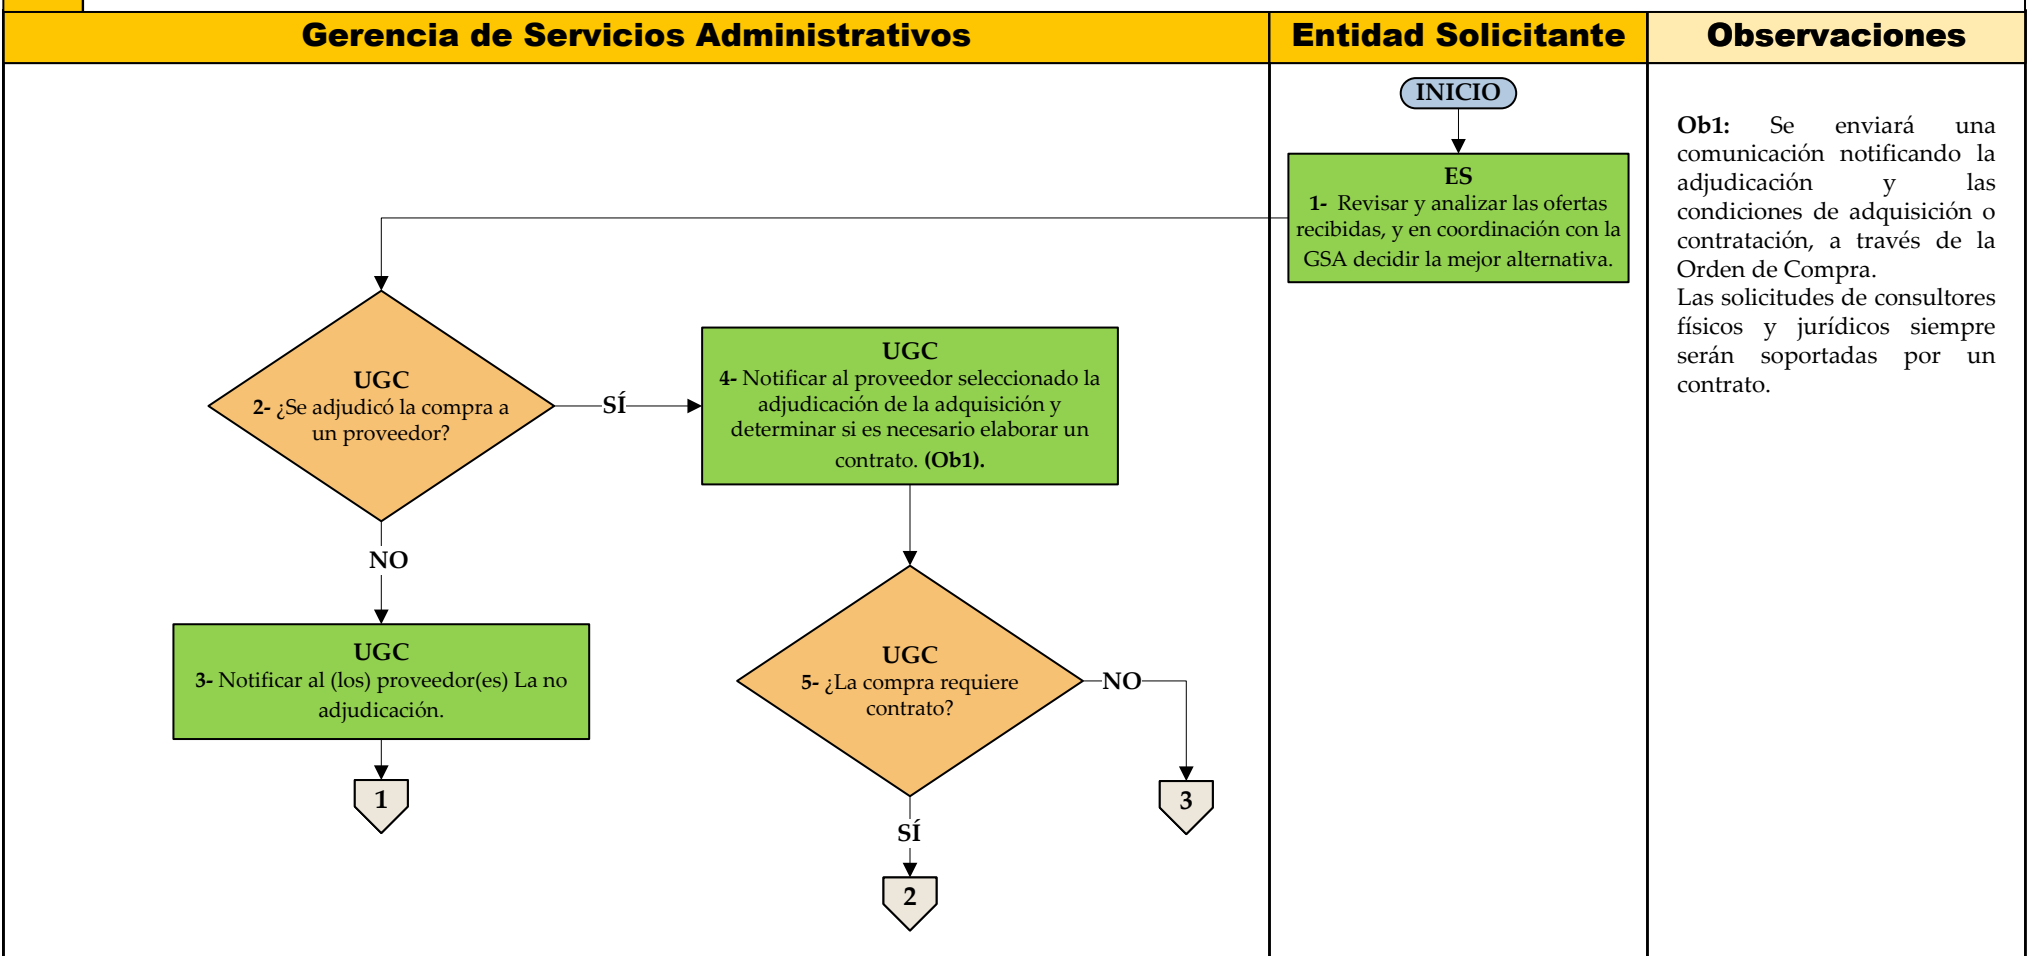 Gerencia de Servicios Administrativos
Entidad Solicitante
Observaciones
INICIO
ES
1- Revisar y analizar las ofertas
recibidas, y en coordinación con la
GSA decidir la mejor alternativa.
Ob1: Se enviará una
comunicación notificando la
adjudicación y las
condiciones de adquisición o
contratación, a través de la
Orden de Compra.
Las solicitudes de consultores
físicos y jurídicos siempre
serán soportadas por un
contrato.
UGC
2- ¿Se adjudicó la compra a
un proveedor?
SÍ
UGC
4- Notificar al proveedor seleccionado la
adjudicación de la adquisición y
determinar si es necesario elaborar un
contrato. (Ob1).
NO
UGC
3- Notificar al (los) proveedor(es) La no
adjudicación.
1
UGC
5- ¿La compra requiere
contrato?
NO
3
SÍ
2